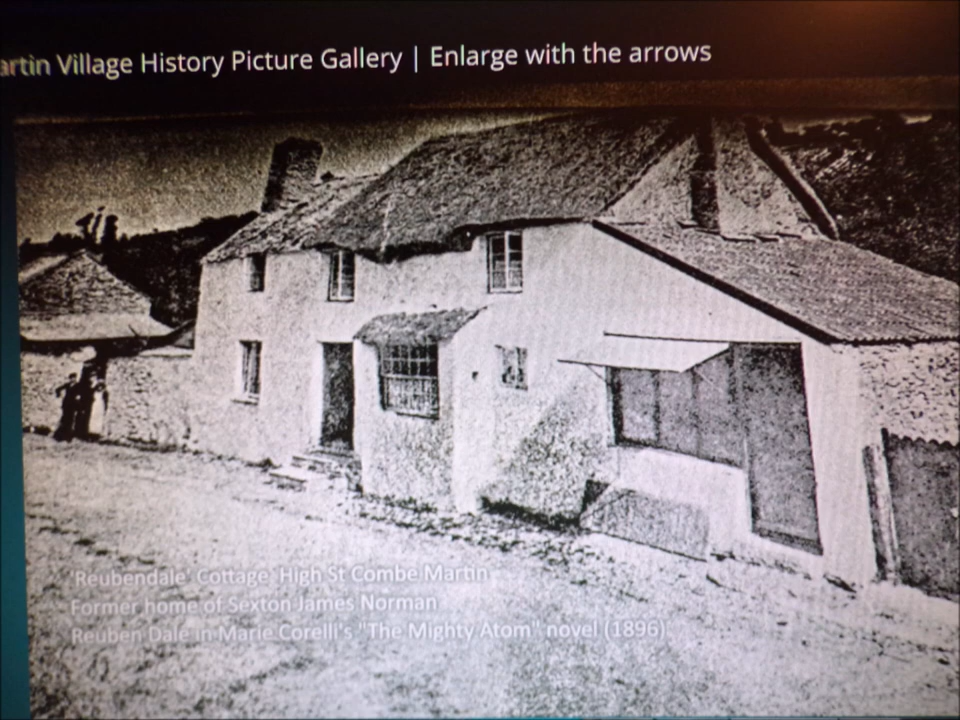 artin Village History Picture Gallery | Enlarge with the arrows
'Reubendale' Cottage High St Combe Martin
Former home of Sexton James Norman
Reuben Dale in Marie Corelli's "The Mighty Atom" novel (1896)